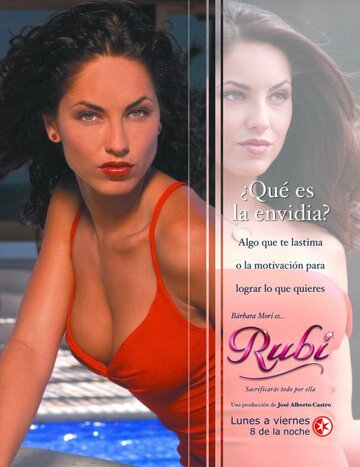 ¿Qué es
la envidia?
Algo que te lastima
o la motivación para
lograr lo que quieres
Bárbara Mori es...
Rubí
Sacrificarás todo por ella
Una producción de José Alberto Castro
Lunes a viernes
8 de la noche